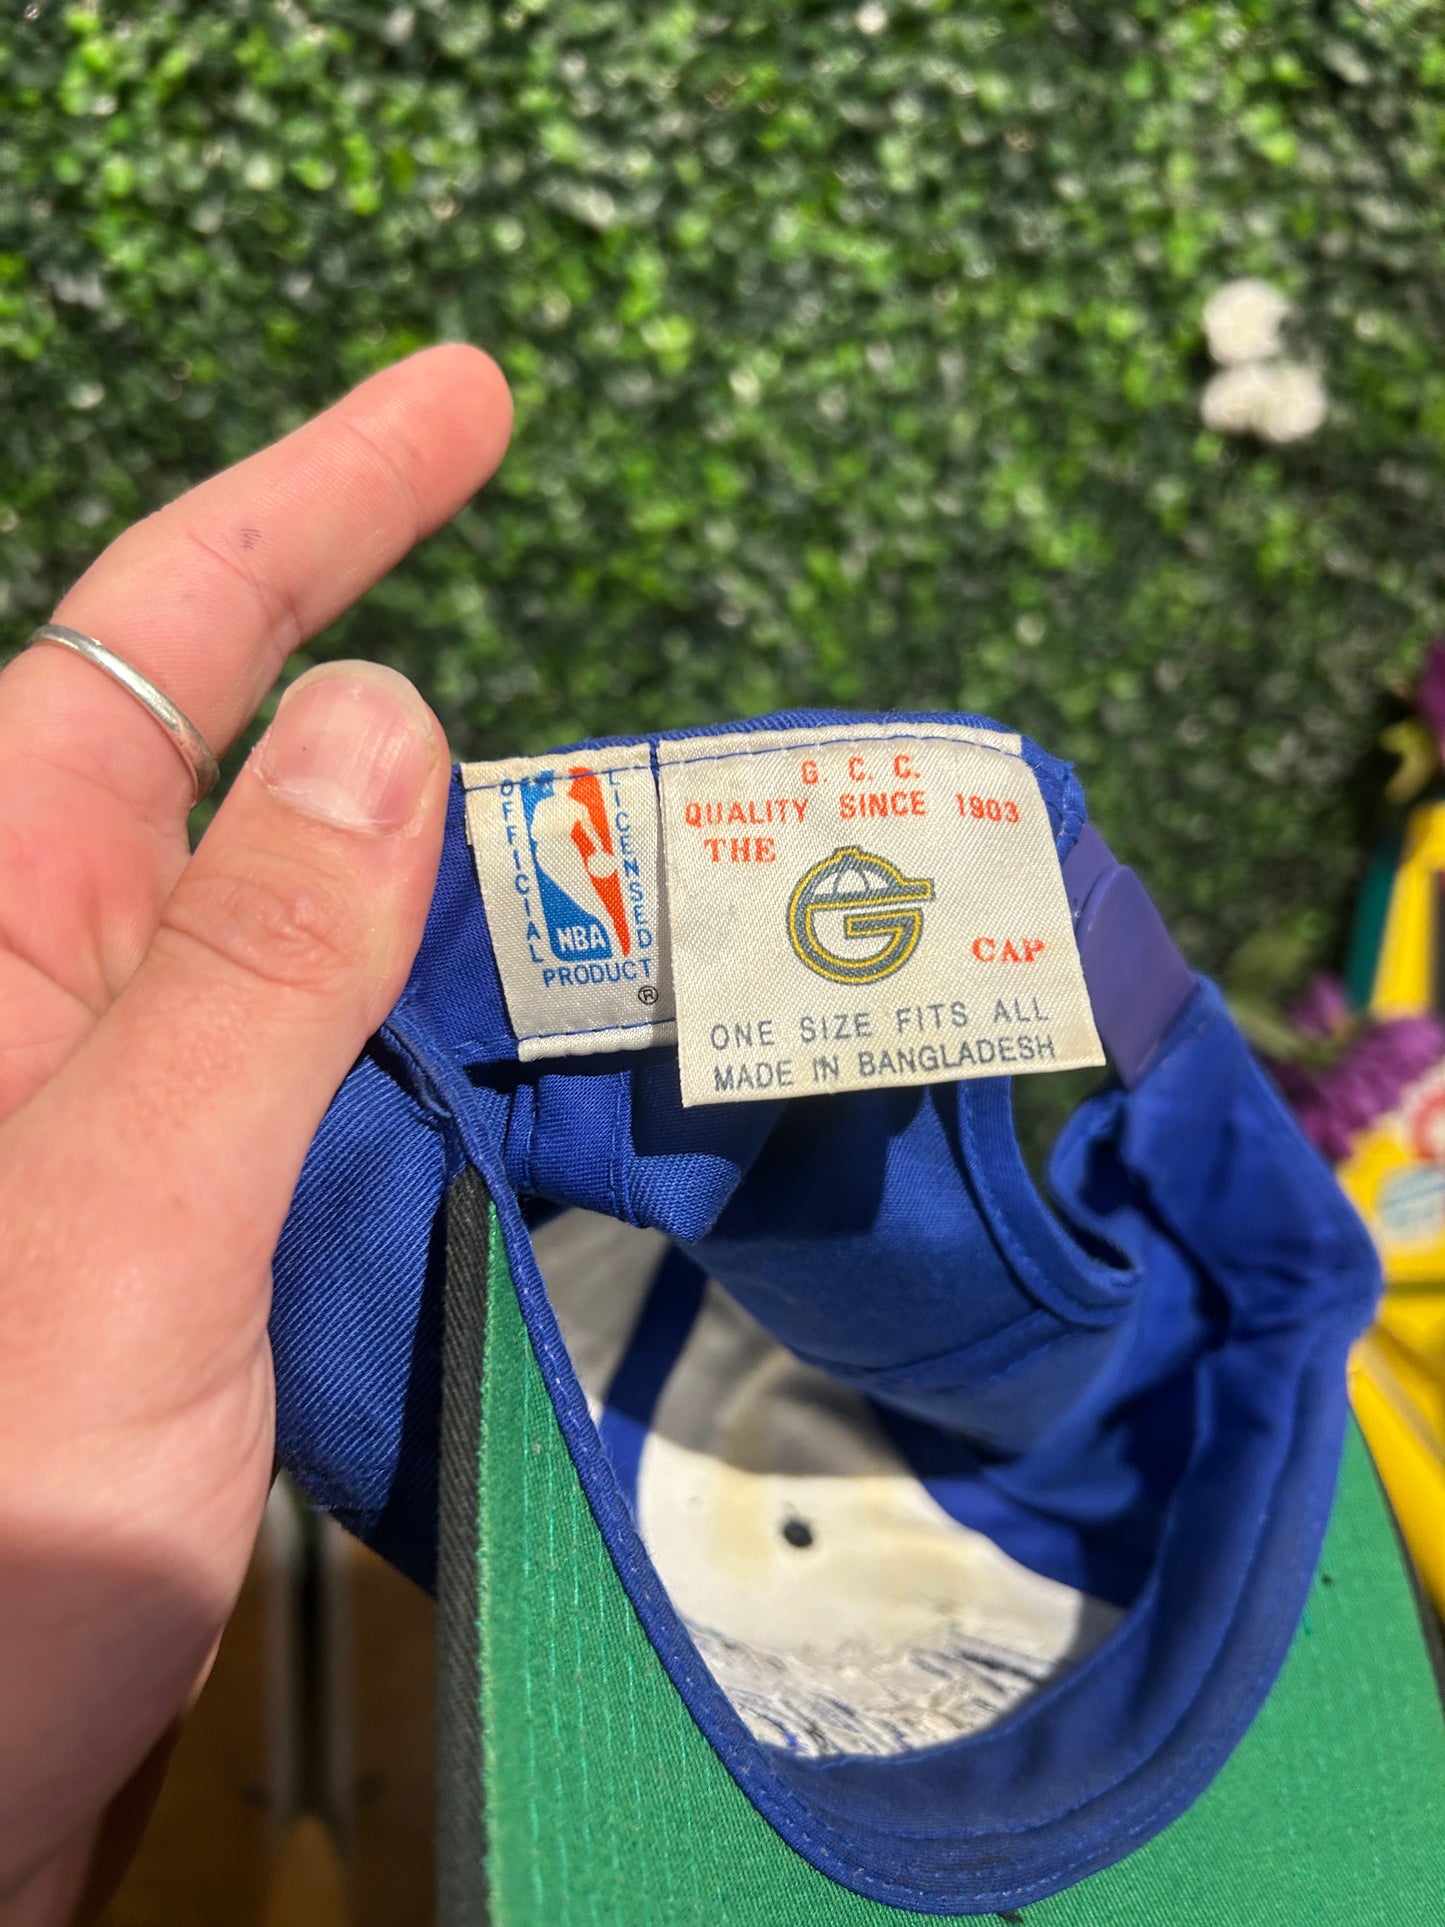 OFFICIAL
LICENSED
NBA
PRODUCT
®
G. C. C.
QUALITY SINCE 1903
THE
G
CAP
ONE SIZE FITS ALL
MADE IN BANGLADESH